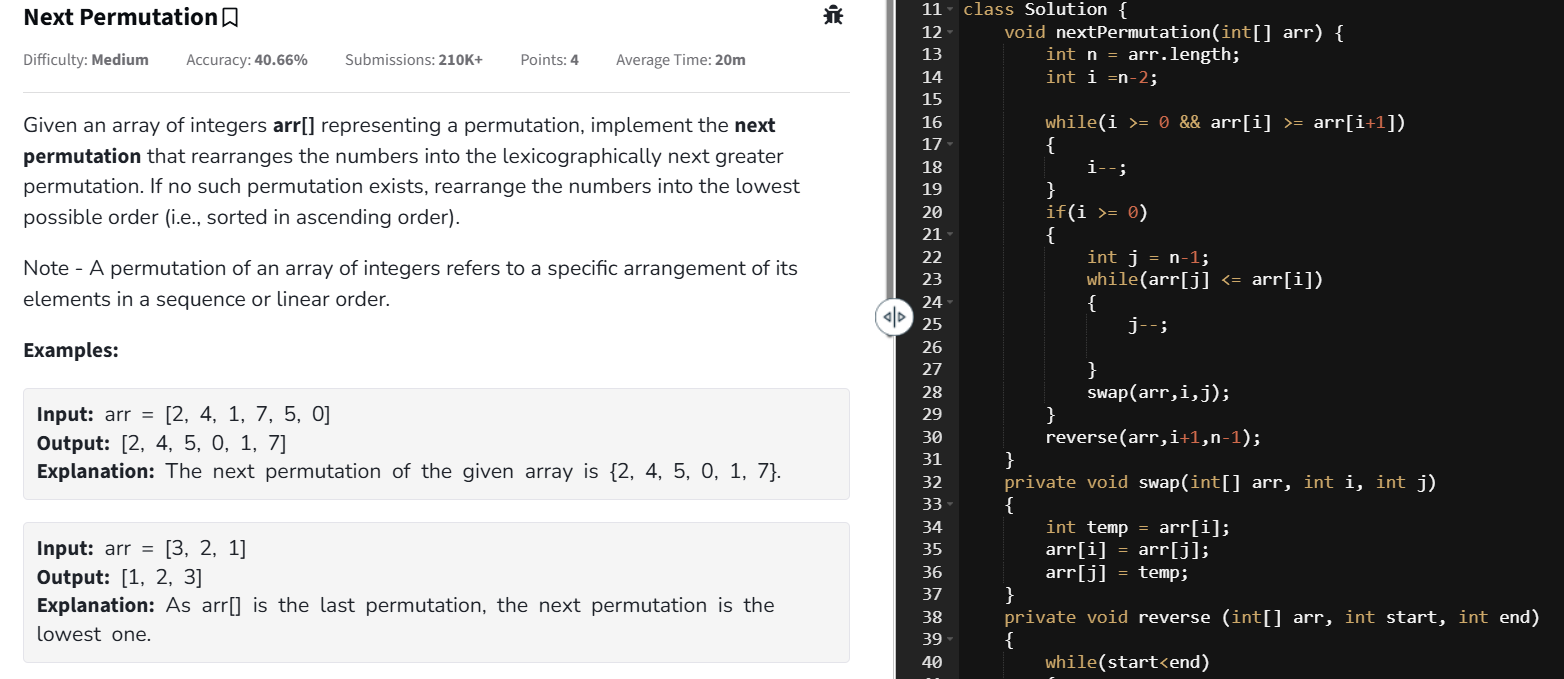 Next Permutation
Difficulty: Medium Accuracy: 40.66% Submissions: 210K+ Points: 4 Average Time: 20m
Given an array of integers arr[] representing a permutation, implement the next
permutation that rearranges the numbers into the lexicographically next greater
permutation. If no such permutation exists, rearrange the numbers into the lowest
possible order (i.e., sorted in ascending order).
Note - A permutation of an array of integers refers to a specific arrangement of its
elements in a sequence or linear order.
Examples:
Input: arr = [2, 4, 1, 7, 5, 0]
Output: [2, 4, 5, 0, 1, 7]
Explanation: The next permutation of the given array is {2, 4, 5, 0, 1, 7}.
Input: arr = [3, 2, 1]
Output: [1, 2, 3]
Explanation: As arr[] is the last permutation, the next permutation is the
lowest one.
11 class Solution {
12 void nextPermutation(int[] arr) {
13 int n = arr.length;
14 int i =n-2;
15
16 while(i >= 0 && arr[i] >= arr[i+1])
17 {
18 i--;
19 }
20 if(i >= 0)
21 {
22 int j = n-1;
23 while(arr[j] <= arr[i])
24 {
25 j--;
26
27 }
28 swap(arr,i,j);
29 }
30 reverse(arr,i+1,n-1);
31 }
32 private void swap(int[] arr, int i, int j)
33 {
34 int temp = arr[i];
35 arr[i] = arr[j];
36 arr[j] = temp;
37 }
38 private void reverse (int[] arr, int start, int end)
39 {
40 while(start<end)